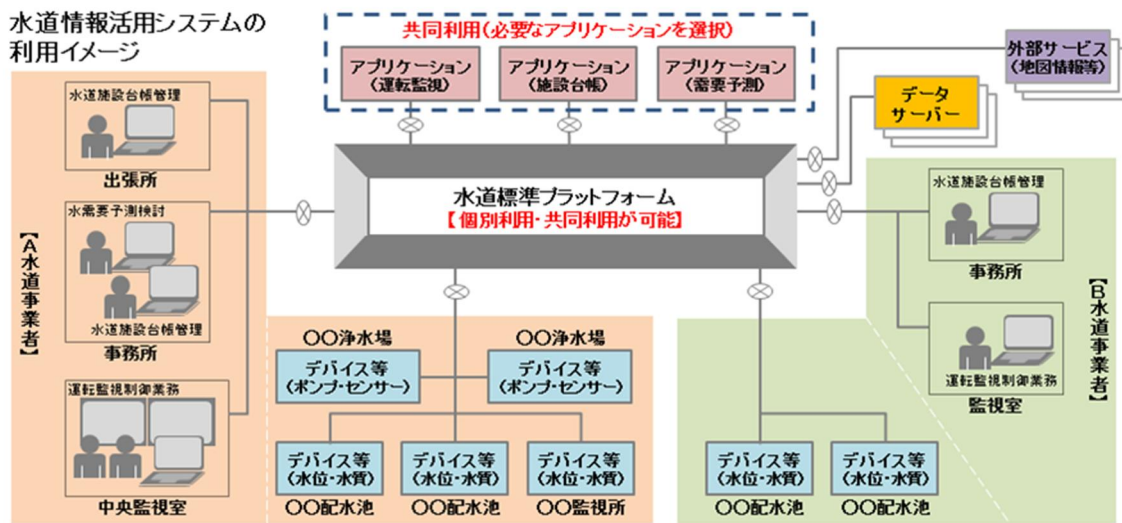 水道情報活用システムの
利用イメージ
共同利用(必要なアプリケーションを選択)
アプリケーション
(運転監視)
アプリケーション
(施設台帳)
アプリケーション
(需要予測)
外部サービス
(地図情報等)
データ
サーバー
水道標準プラットフォーム
【個別利用・共同利用が可能】
【A水道事業者】
水道施設台帳管理
出張所
水需要予測検討
水道施設台帳管理
事務所
運転監視制御業務
中央監視室
〇〇浄水場
デバイス等
(ポンプ・センサー)
〇〇浄水場
デバイス等
(ポンプ・センサー)
デバイス等
(水位・水質)
〇〇配水池
デバイス等
(水位・水質)
〇〇配水池
デバイス等
(水位・水質)
〇〇監視所
デバイス等
(水位・水質)
〇〇配水池
デバイス等
(水位・水質)
〇〇配水池
水道施設台帳管理
事務所
運転監視制御業務
監視室
【B水道事業者】